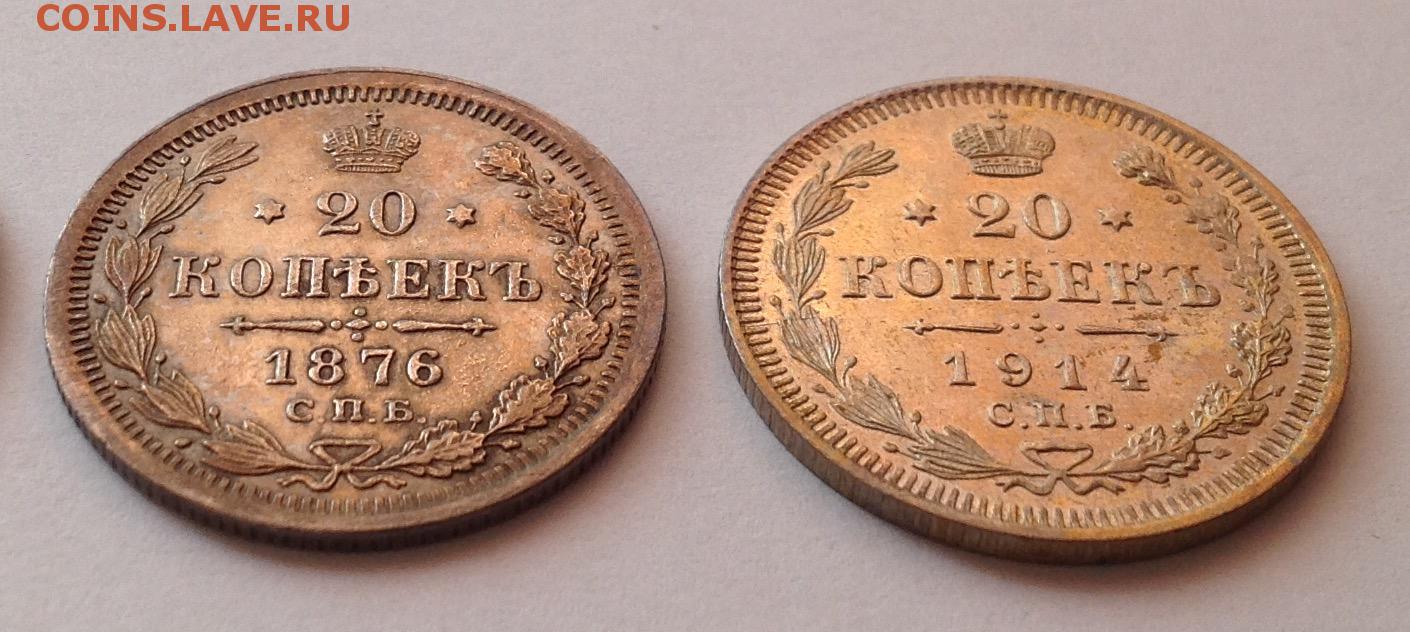 COINS.LAVE.RU
20
КОПѢЕКЪ
1876
С.П.Б.
20
КОПѢЕКЪ
1914
С.П.Б.